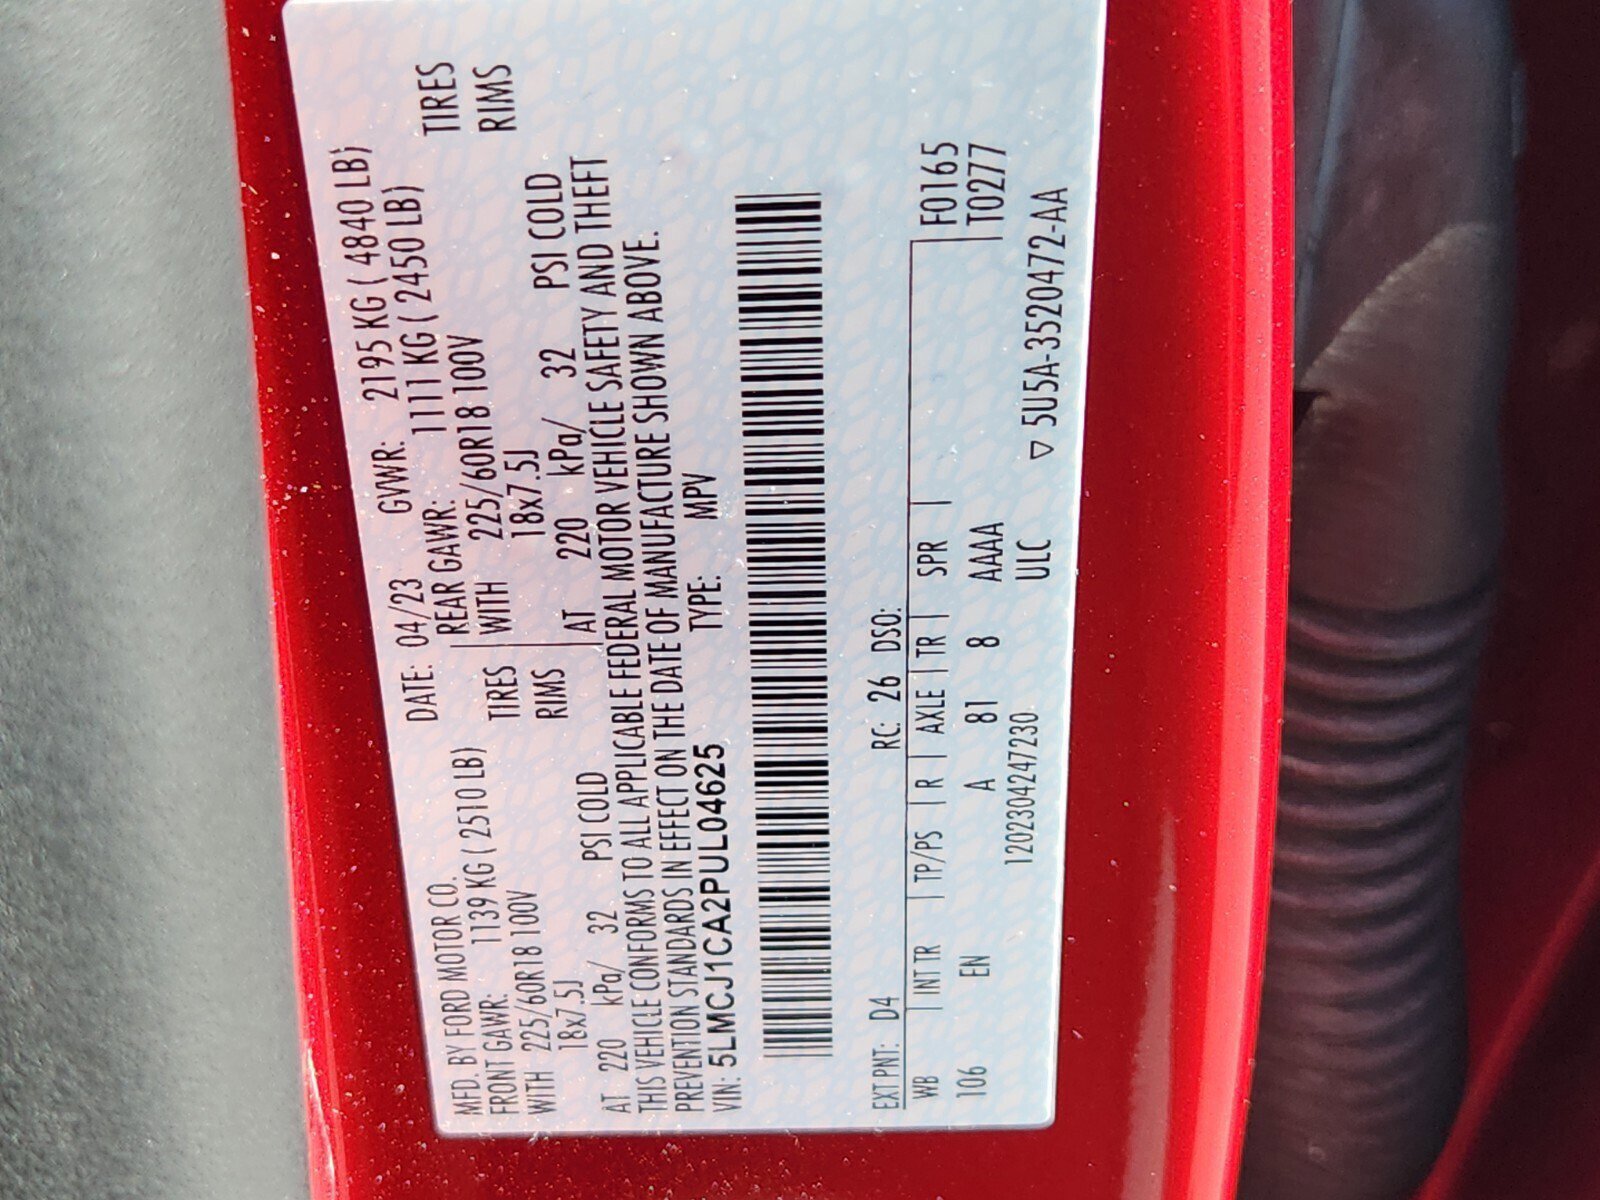 MFD. BY FORD MOTOR CO. DATE: 04/23 GVWR: 2195 KG ( 4840 LB)
FRONT GAWR: 1139 KG ( 2510 LB) REAR GAWR: 1111 KG ( 2450 LB)
WITH 225/60R18 100V TIRES WITH 225/60R18 100V TIRES
18x7.5J RIMS 18x7.5J RIMS
AT 220 kPa/ 32 PSI COLD AT 220 kPa/ 32 PSI COLD
THIS VEHICLE CONFORMS TO ALL APPLICABLE FEDERAL MOTOR VEHICLE SAFETY AND THEFT
PREVENTION STANDARDS IN EFFECT ON THE DATE OF MANUFACTURE SHOWN ABOVE.
VIN: 5LMCJ1CA2PUL04625 TYPE: MPV
EXT PNT: D4 RC: 26 DSO:
WB INT TR TP/PS R AXLE TR SPR F0165
106 EN A 81 8 AAAA T0277
1202304247230 ULC ▽ 5U5A-3520472-AA